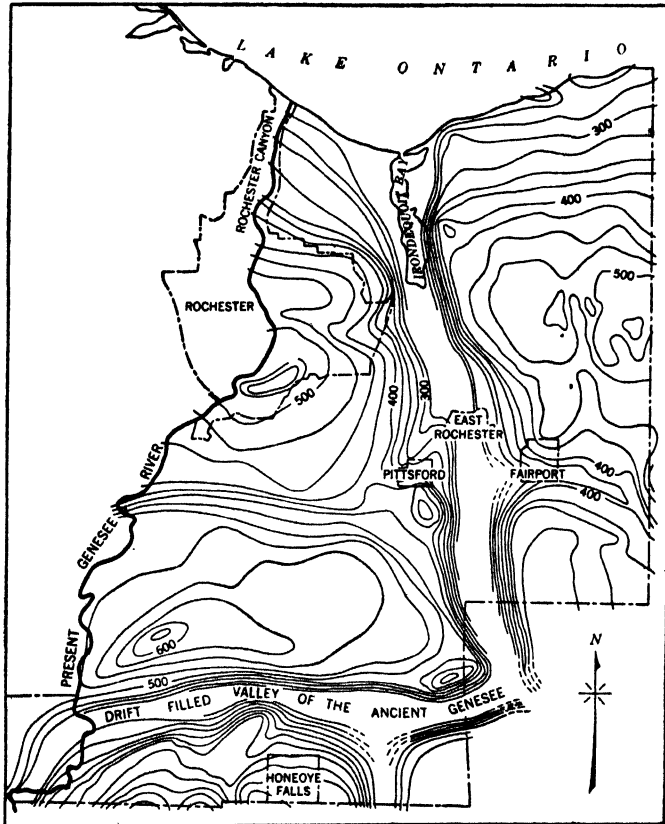 LAKE ONTARIO
ROCHESTER CANYON
IRONDEQUOIT BAY
300
400
500
ROCHESTER
500
400
300
EAST
ROCHESTER
PITTSFORD
FAIRPORT
400
400
PRESENT GENESEE RIVER
600
500
DRIFT FILLED VALLEY OF THE ANCIENT GENESEE
N
HONEOYE
FALLS